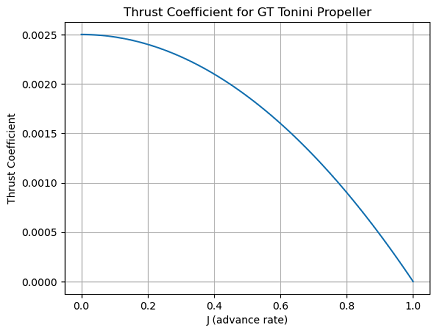 Thrust Coefficient for GT Tonini Propeller
Thrust Coefficient
0.0025
0.0020
0.0015
0.0010
0.0005
0.0000
0.0 0.2 0.4 0.6 0.8 1.0
J (advance rate)